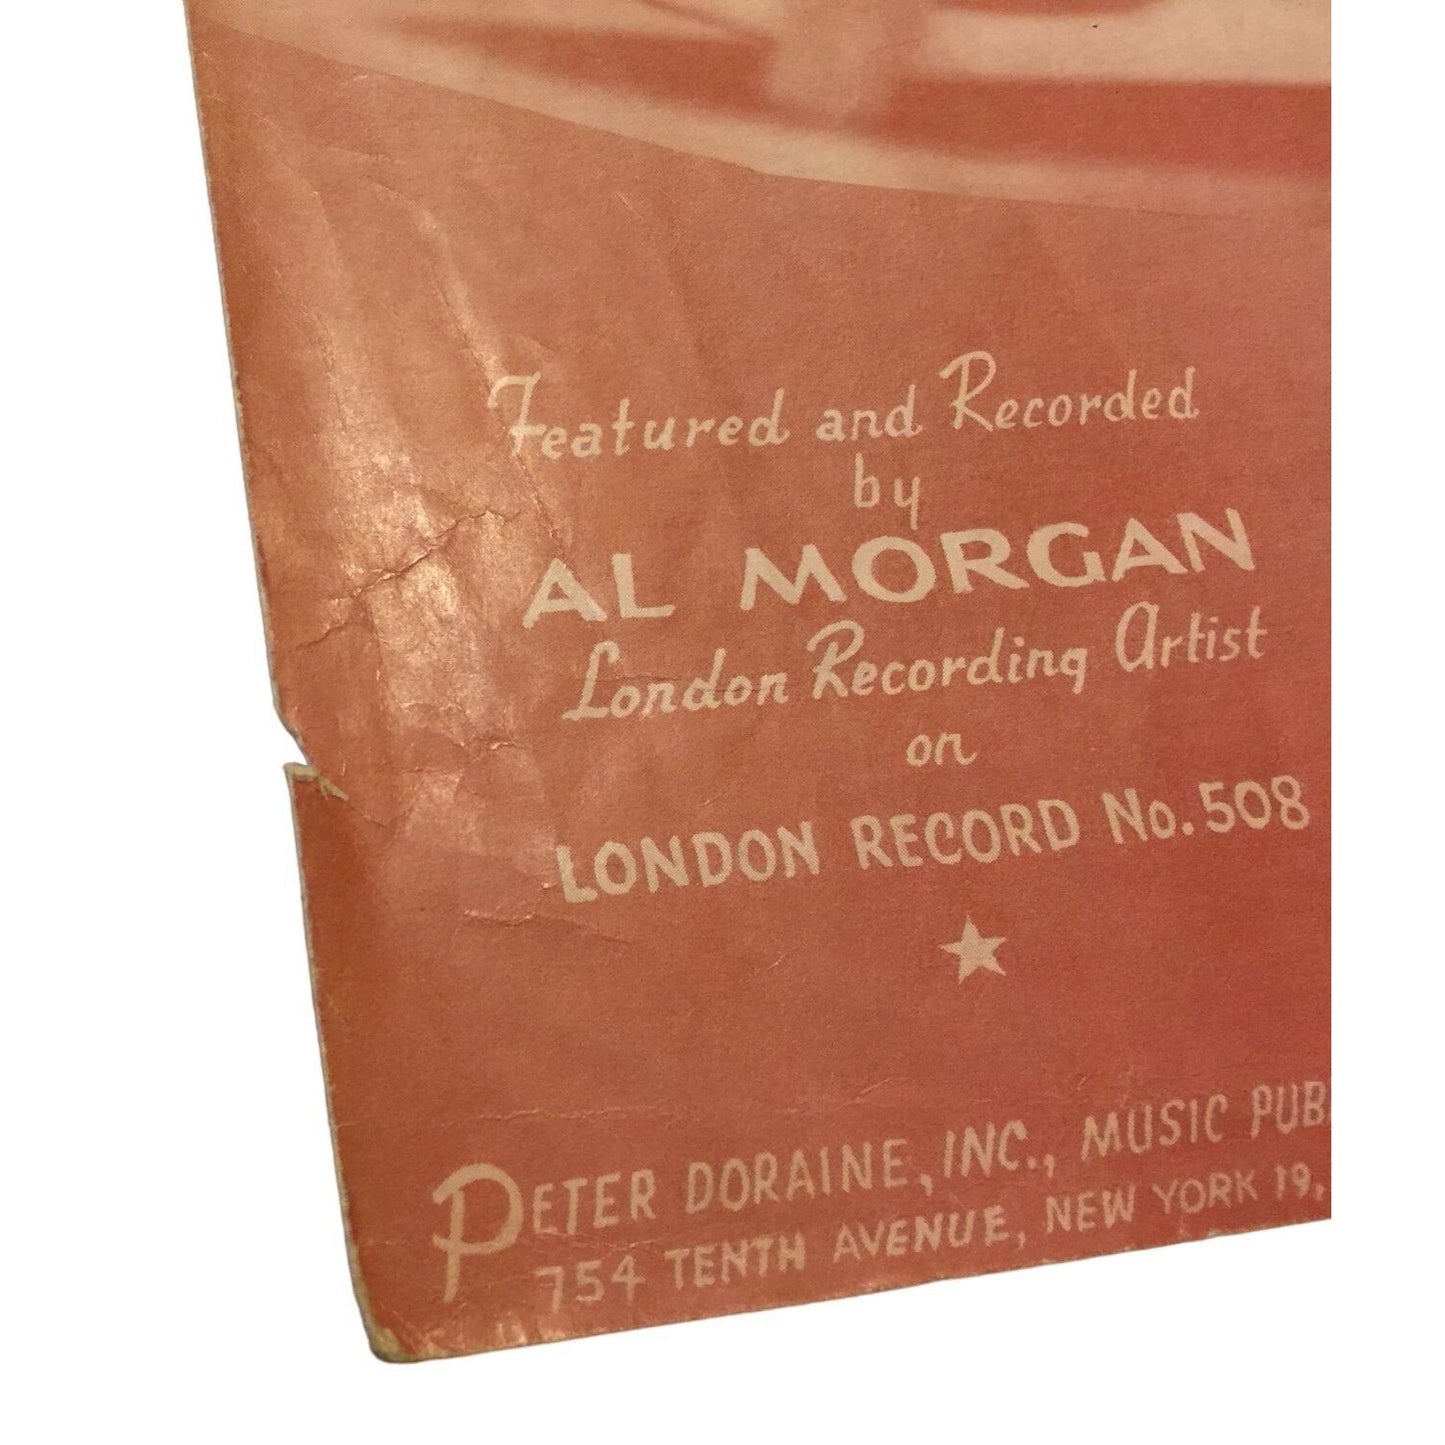 Featured and Recorded
by
AL MORGAN
London Recording Artist
on
LONDON RECORD No. 508
PETER DORAINE, INC., MUSIC PUB
754 TENTH AVENUE, NEW YORK 19,